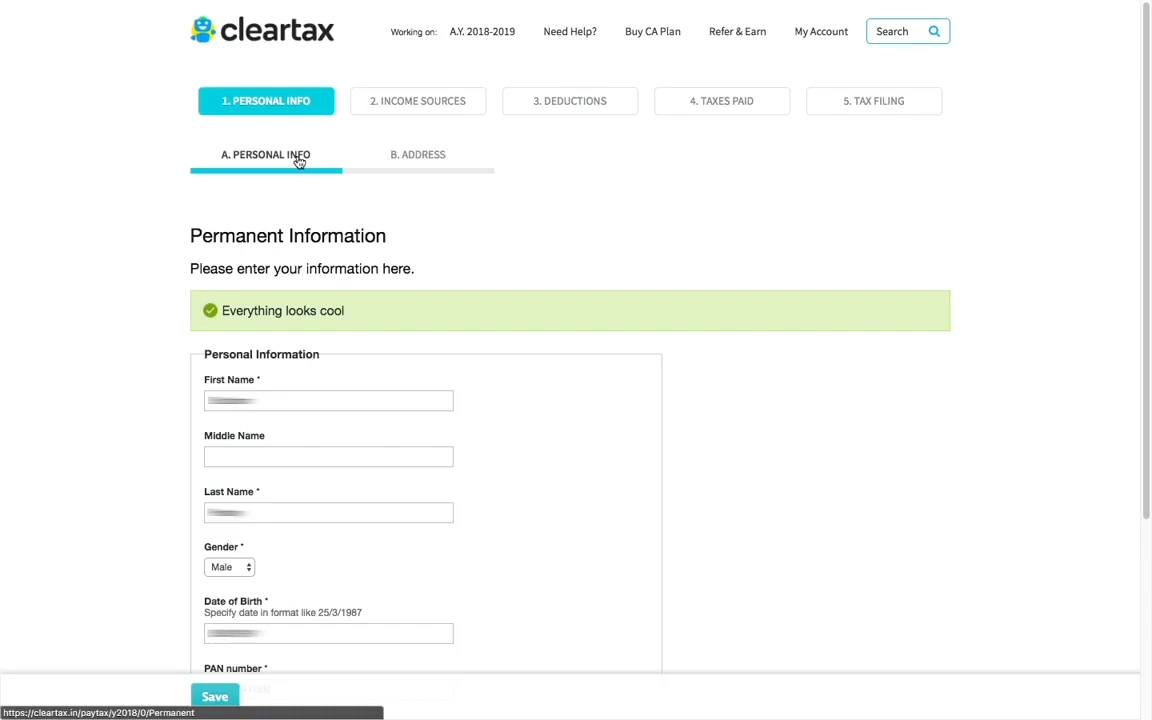 cleartax
Working on: A.Y. 2018-2019 Need Help? Buy CA Plan Refer & Earn My Account Search
1. PERSONAL INFO 2. INCOME SOURCES 3. DEDUCTIONS 4. TAXES PAID 5. TAX FILING
A. PERSONAL INFO B. ADDRESS
Permanent Information
Please enter your information here.
Everything looks cool
Personal Information
First Name *
Middle Name
Last Name *
Gender *
Male
Date of Birth *
Specify date in format like 25/3/1987
PAN number *
Save
https://cleartax.in/paytax/y2018/0/Permanent